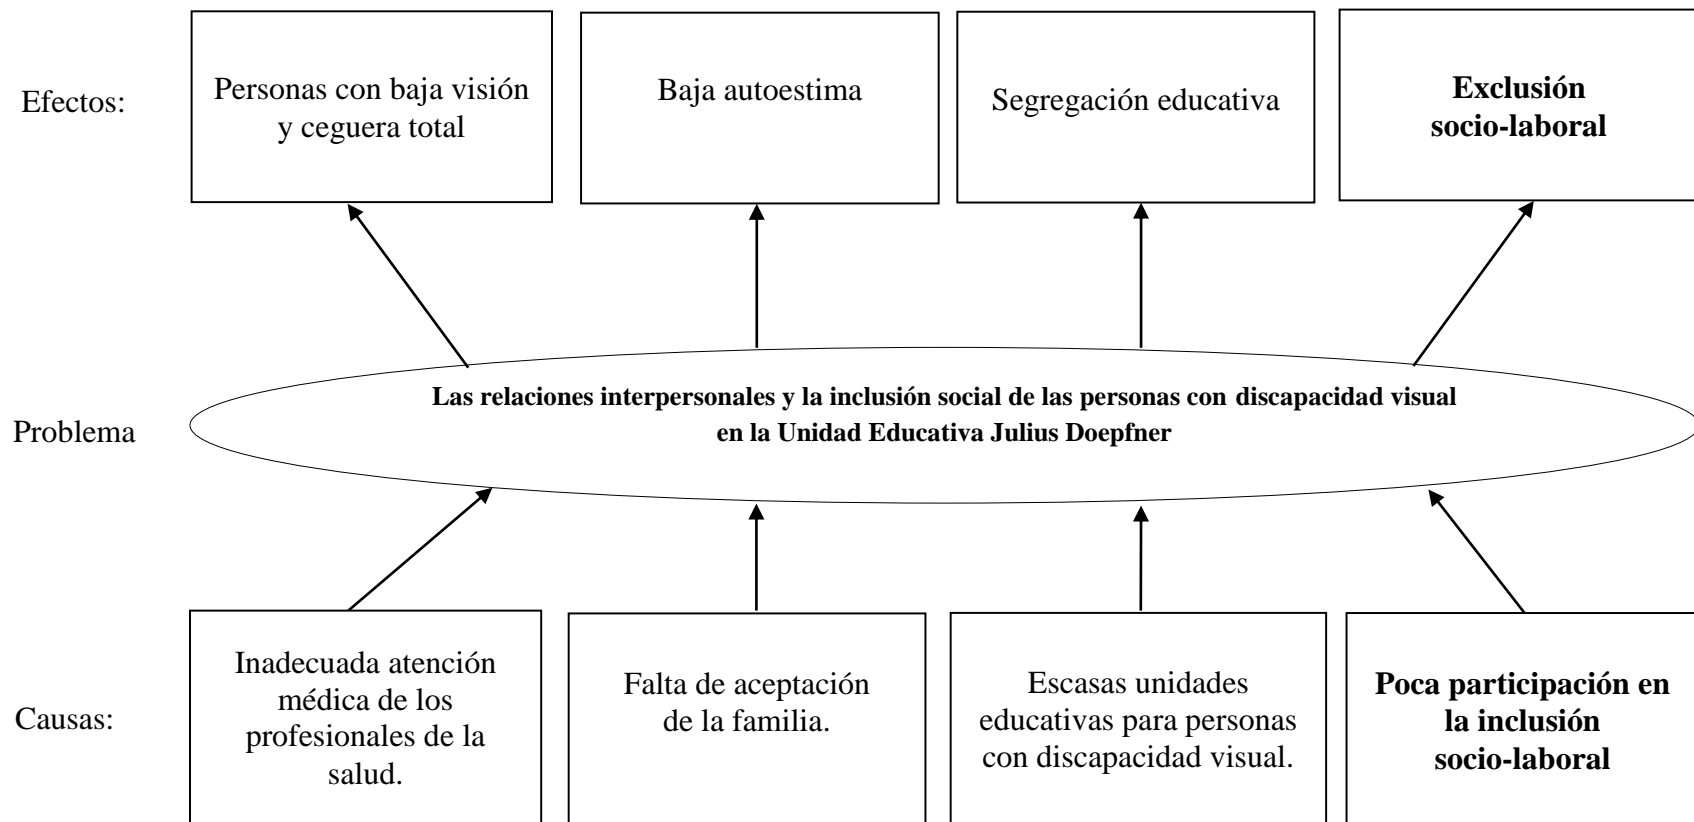 Efectos:
Personas con baja visión
y ceguera total
Baja autoestima
Segregación educativa
Exclusión
socio-laboral
Problema
Las relaciones interpersonales y la inclusión social de las personas con discapacidad visual
en la Unidad Educativa Julius Doepfner
Causas:
Inadecuada atención
médica de los
profesionales de la
salud.
Falta de aceptación
de la familia.
Escasas unidades
educativas para personas
con discapacidad visual.
Poca participación en
la inclusión
socio-laboral